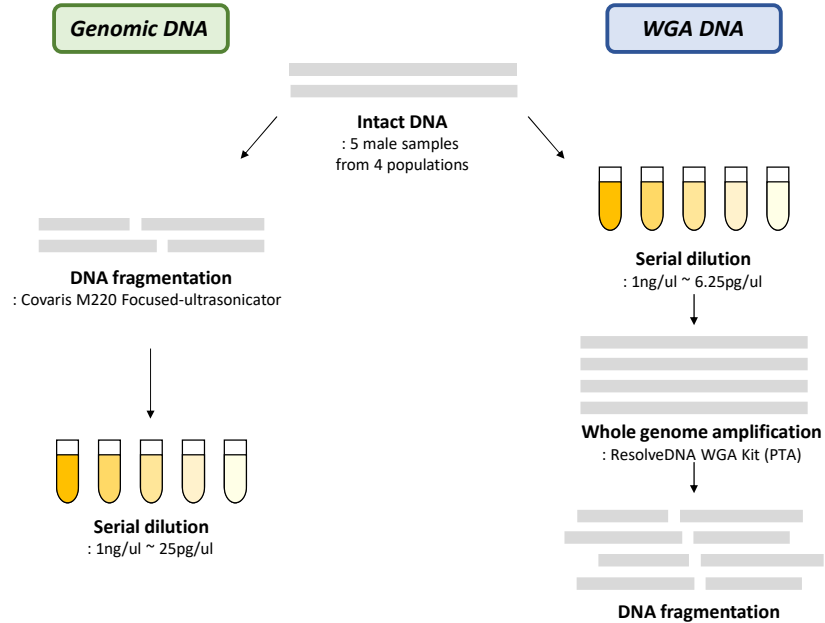 Genomic DNA
WGA DNA
Intact DNA
: 5 male samples
from 4 populations
DNA fragmentation
: Covaris M220 Focused-ultrasonicator
Serial dilution
: 1ng/ul ~ 25pg/ul
Serial dilution
: 1ng/ul ~ 6.25pg/ul
Whole genome amplification
: ResolveDNA WGA Kit (PTA)
DNA fragmentation